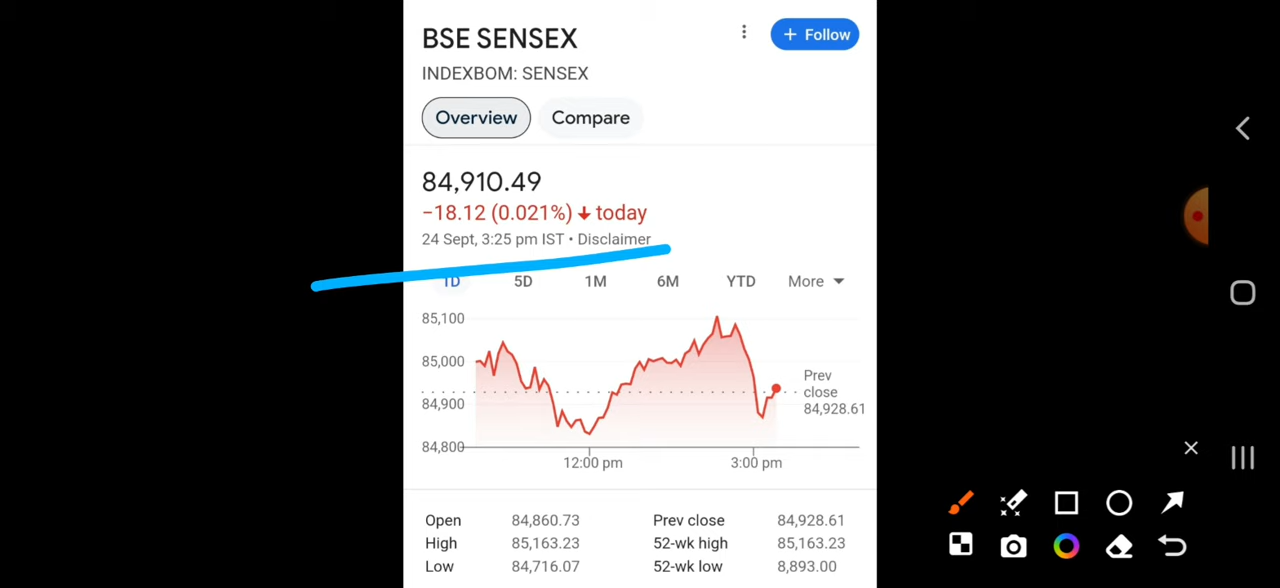 BSE SENSEX
+ Follow
INDEXBOM: SENSEX
Overview Compare
84,910.49
−18.12 (0.021%) ↓ today
24 Sept, 3:25 pm IST • Disclaimer
1D 5D 1M 6M YTD More
85,100
85,000
84,900
84,800
Prev
close
84,928.61
12:00 pm 3:00 pm
Open 84,860.73 Prev close 84,928.61
High 85,163.23 52-wk high 85,163.23
Low 84,716.07 52-wk low 8,893.00